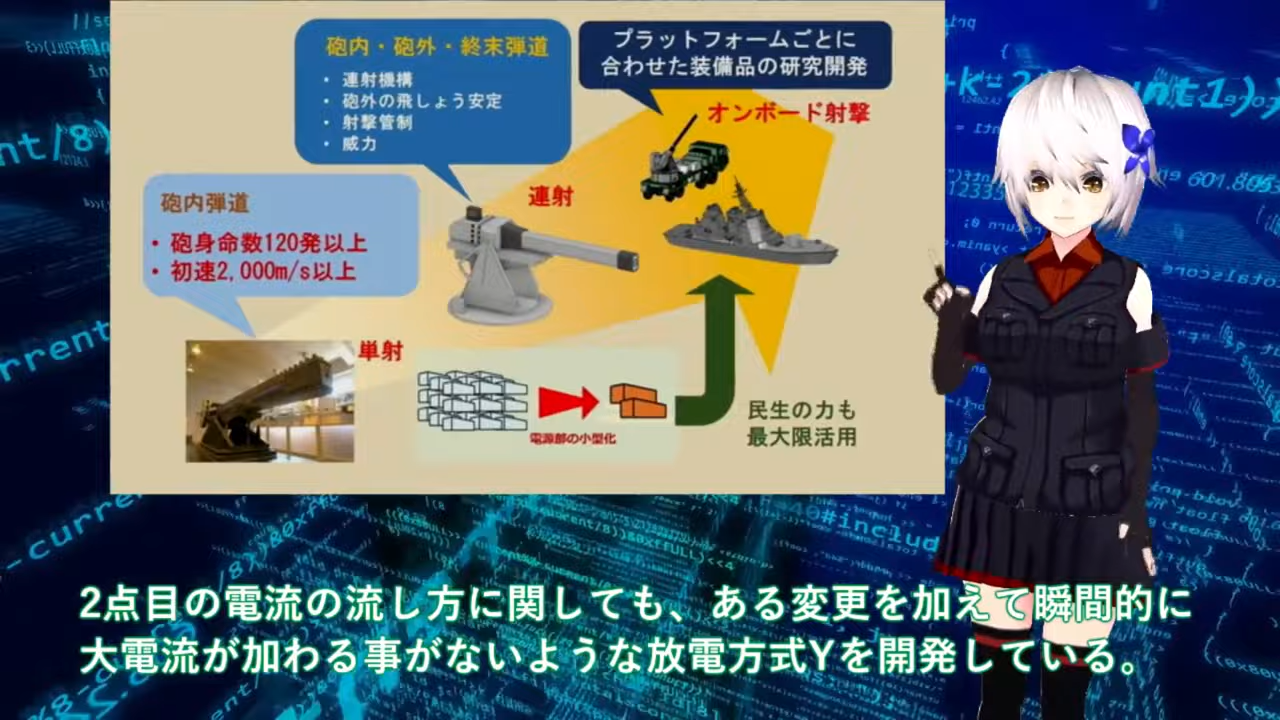 砲内・砲外・終末弾道
・ 連射機構
・ 砲外の飛しょう安定
・ 射撃管制
・ 威力
プラットフォームごとに
合わせた装備品の研究開発
オンボード射撃
連射
砲内弾道
・ 砲身命数120発以上
・ 初速2,000m/s以上
単射
電源部の小型化
民生の力も
最大限活用
2点目の電流の流し方に関しても、ある変更を加えて瞬間的に
大電流が加わる事がないような放電方式Yを開発している。